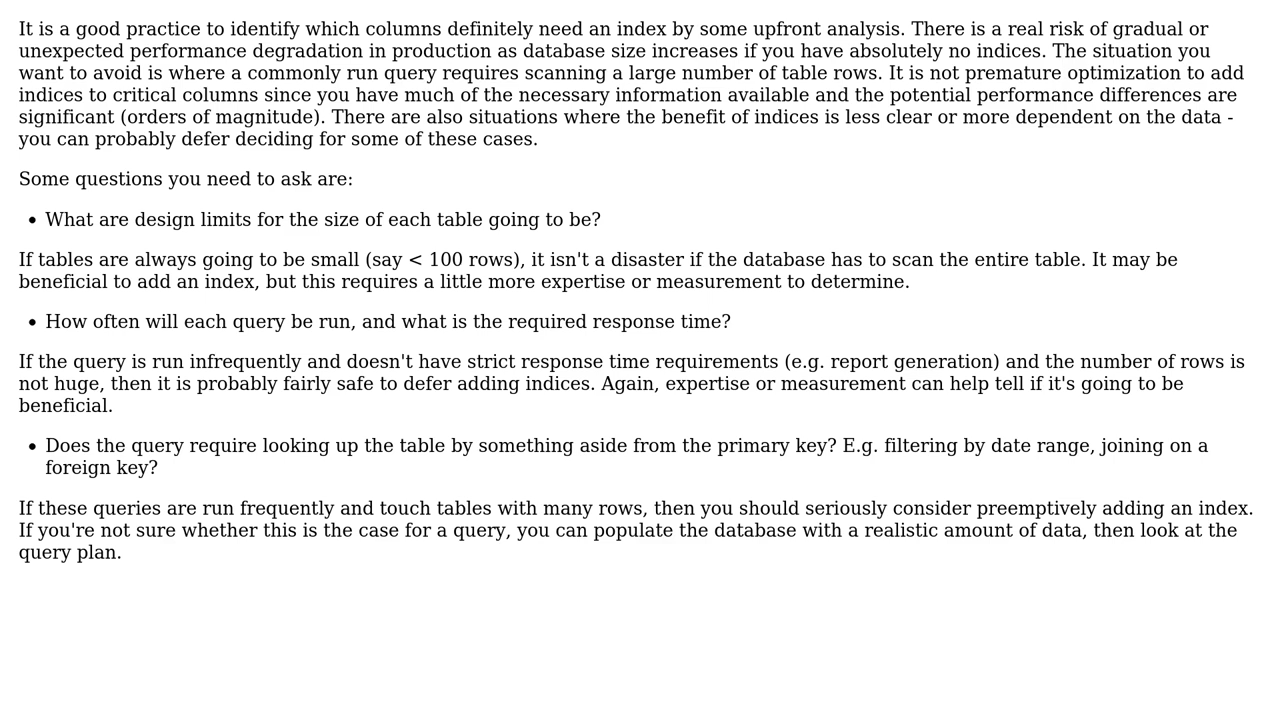 It is a good practice to identify which columns definitely need an index by some upfront analysis. There is a real risk of gradual or
unexpected performance degradation in production as database size increases if you have absolutely no indices. The situation you
want to avoid is where a commonly run query requires scanning a large number of table rows. It is not premature optimization to add
indices to critical columns since you have much of the necessary information available and the potential performance differences are
significant (orders of magnitude). There are also situations where the benefit of indices is less clear or more dependent on the data -
you can probably defer deciding for some of these cases.
Some questions you need to ask are:
• What are design limits for the size of each table going to be?
If tables are always going to be small (say < 100 rows), it isn't a disaster if the database has to scan the entire table. It may be
beneficial to add an index, but this requires a little more expertise or measurement to determine.
• How often will each query be run, and what is the required response time?
If the query is run infrequently and doesn't have strict response time requirements (e.g. report generation) and the number of rows is
not huge, then it is probably fairly safe to defer adding indices. Again, expertise or measurement can help tell if it's going to be
beneficial.
• Does the query require looking up the table by something aside from the primary key? E.g. filtering by date range, joining on a
foreign key?
If these queries are run frequently and touch tables with many rows, then you should seriously consider preemptively adding an index.
If you're not sure whether this is the case for a query, you can populate the database with a realistic amount of data, then look at the
query plan.